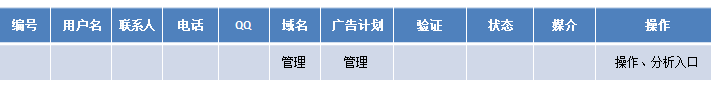 编号 用户名 联系人 电话 QQ 域名 广告计划 验证 状态 媒介 操作
管理 管理 操作、分析入口